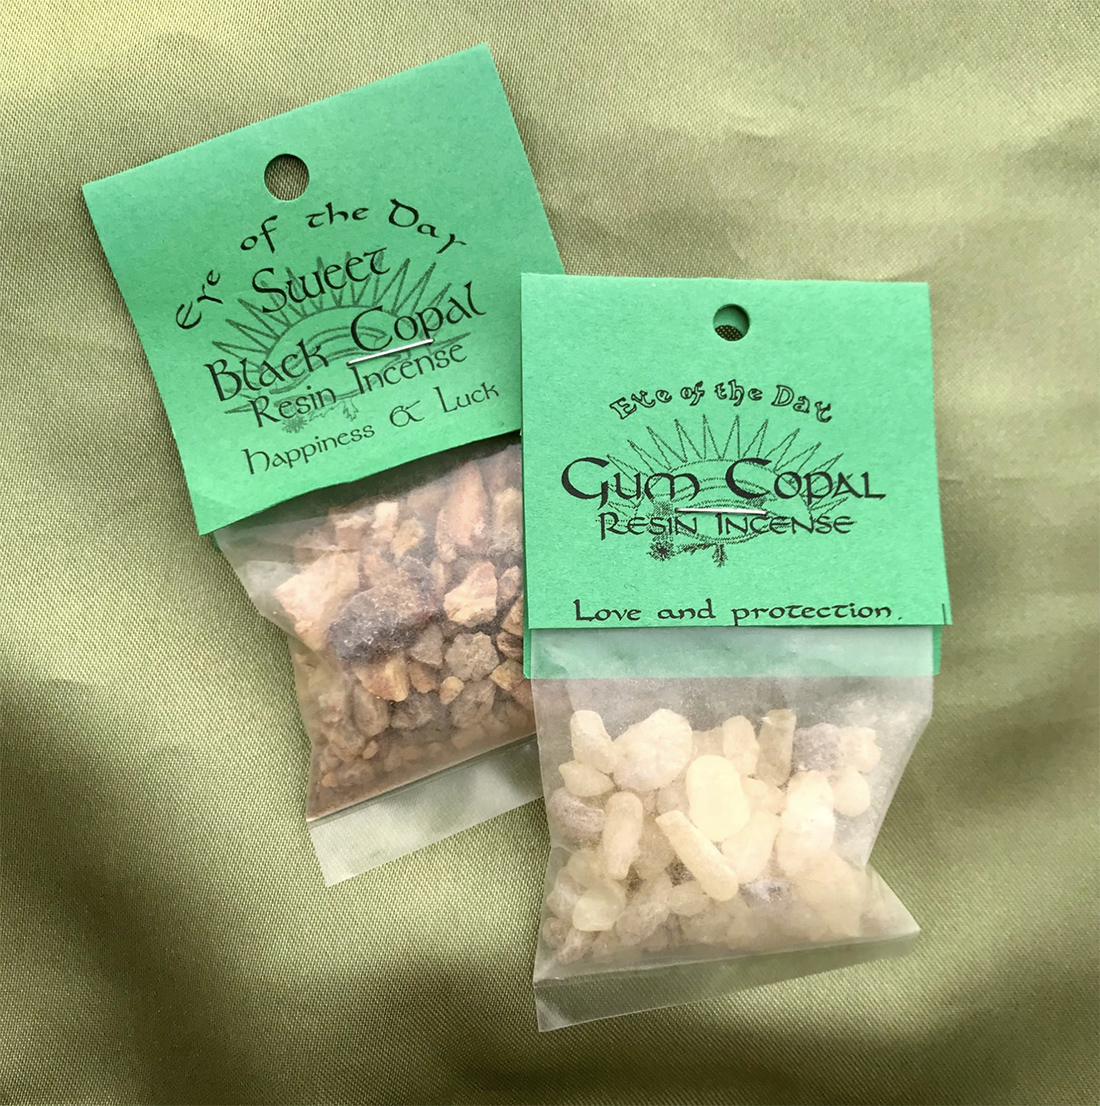 Eye of the Day
Sweet
Black Copal
Resin Incense
Happiness & Luck
Eye of the Day
Gum Copal
Resin Incense
Love and protection.